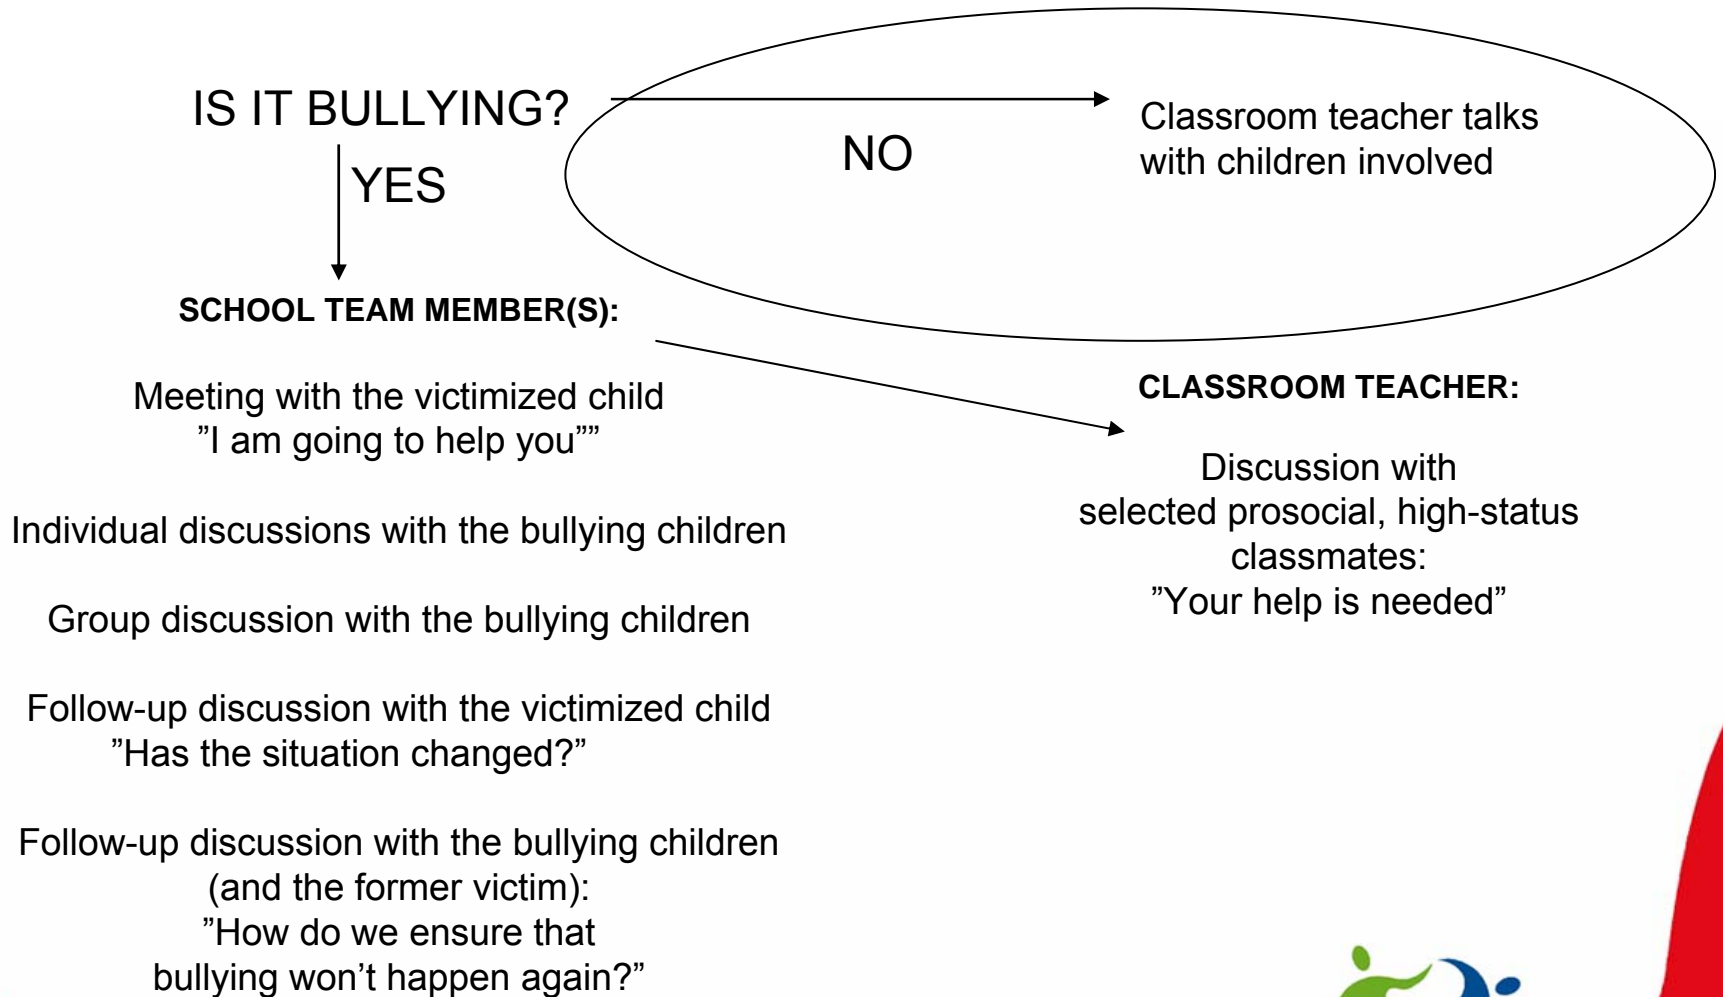 IS IT BULLYING?
NO
Classroom teacher talks
with children involved
YES
SCHOOL TEAM MEMBER(S):
Meeting with the victimized child
”I am going to help you””
Individual discussions with the bullying children
Group discussion with the bullying children
Follow-up discussion with the victimized child
”Has the situation changed?”
Follow-up discussion with the bullying children
(and the former victim):
”How do we ensure that
bullying won’t happen again?”
CLASSROOM TEACHER:
Discussion with
selected prosocial, high-status
classmates:
”Your help is needed”